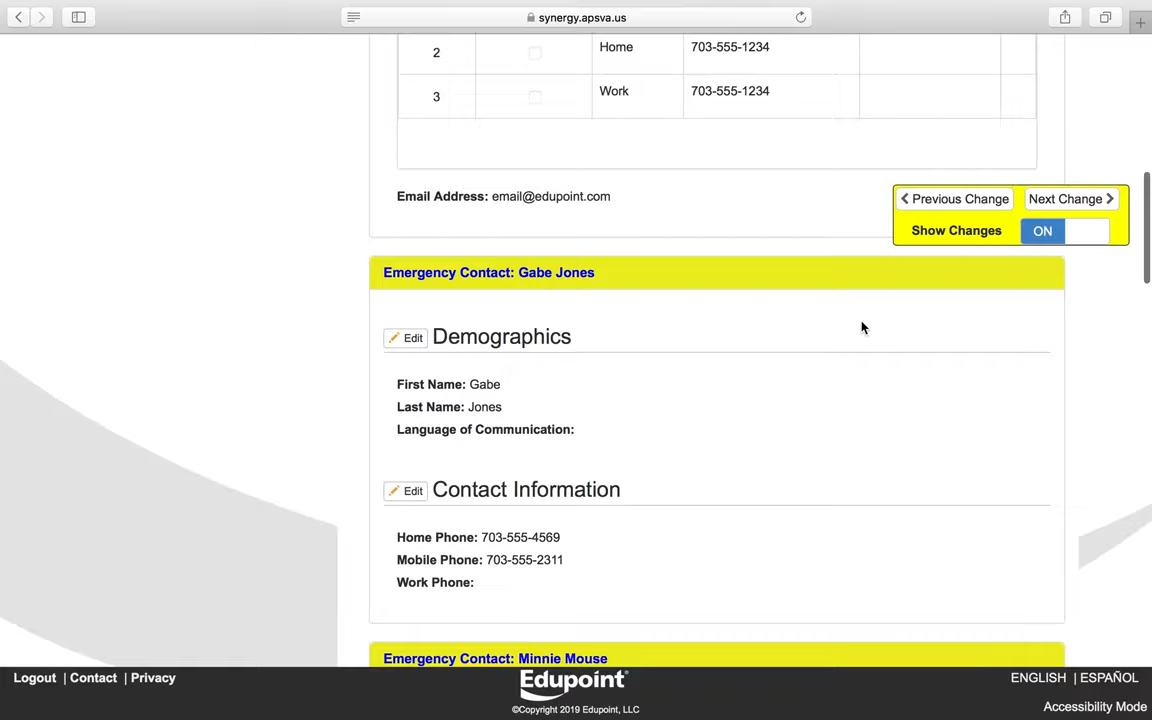 synergy.apsva.us
2 Home 703-555-1234
3 Work 703-555-1234
Email Address: email@edupoint.com
Previous Change Next Change
Show Changes ON
Emergency Contact: Gabe Jones
Edit Demographics
First Name: Gabe
Last Name: Jones
Language of Communication:
Edit Contact Information
Home Phone: 703-555-4569
Mobile Phone: 703-555-2311
Work Phone:
Emergency Contact: Minnie Mouse
Logout | Contact | Privacy
Edupoint
©Copyright 2019 Edupoint, LLC
ENGLISH | ESPAÑOL
Accessibility Mode